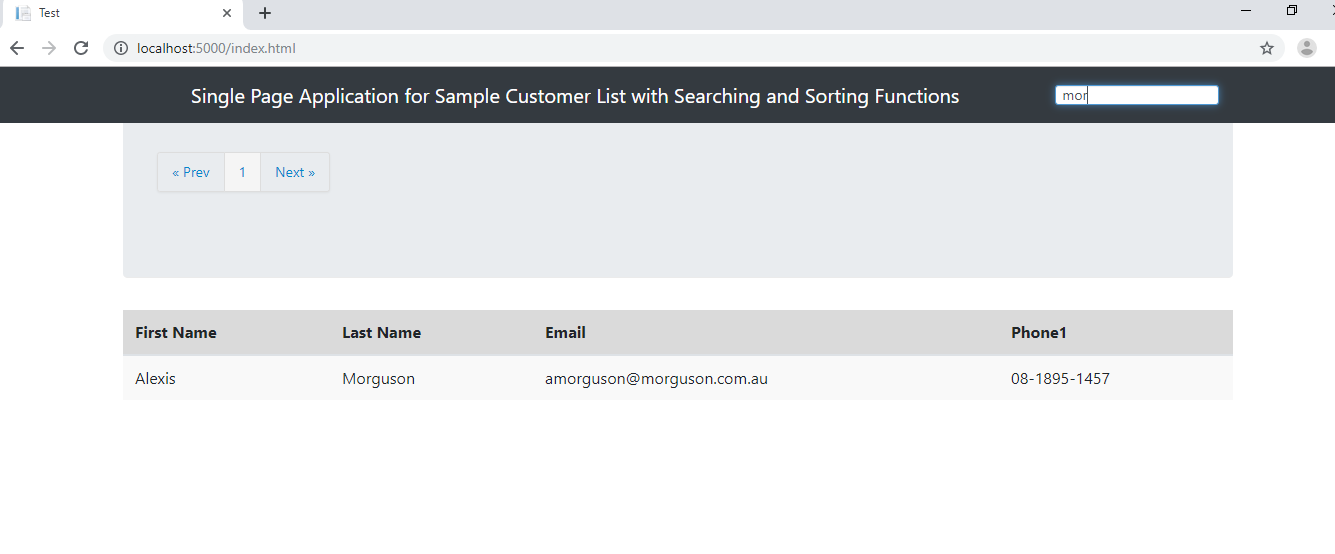 Test
localhost:5000/index.html
Single Page Application for Sample Customer List with Searching and Sorting Functions mor
« Prev 1 Next »
First Name Last Name Email Phone1
Alexis Morguson amorguson@morguson.com.au 08-1895-1457